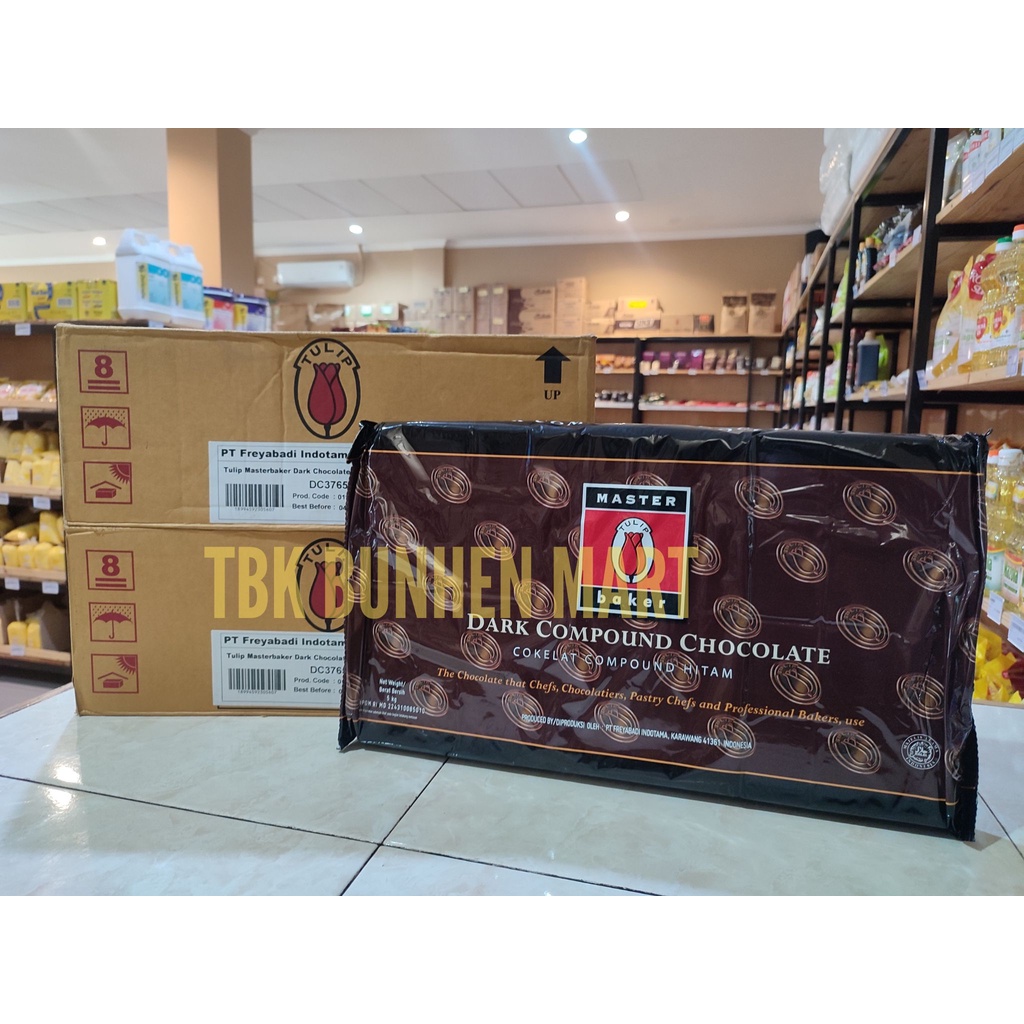 8
TULIP
UP
PT Freyabadi Indotam
Tulip Masterbaker Dark Chocolate
DC3765
Prod. Code : 01
Best Before : 04
8
PT Freyabadi Indotam
Tulip Masterbaker Dark Chocolate
DC3765
Prod. Code : 01
Best Before :
TBK BUNHEN MART
MASTER
TULIP
baker
DARK COMPOUND CHOCOLATE
COKELAT COMPOUND HITAM
The Chocolate that Chefs, Chocolatiers, Pastry Chefs and Professional Bakers, use
Net Weight/
Berat Bersih
5 kg
PRODUCED BY/DIPRODUKSI OLEH : PT FREYABADI INDOTAMA, KARAWANG 41361, INDONESIA